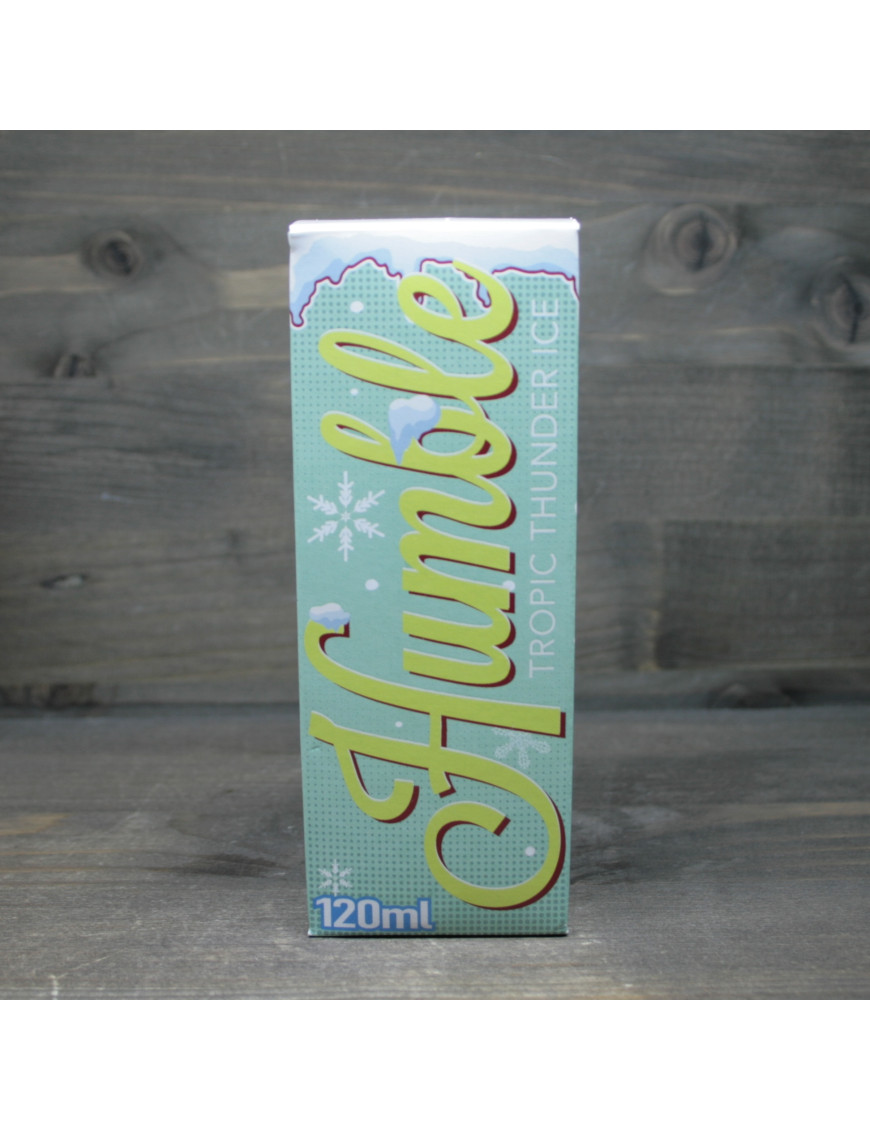 Humble
TROPIC THUNDER ICE
120ml